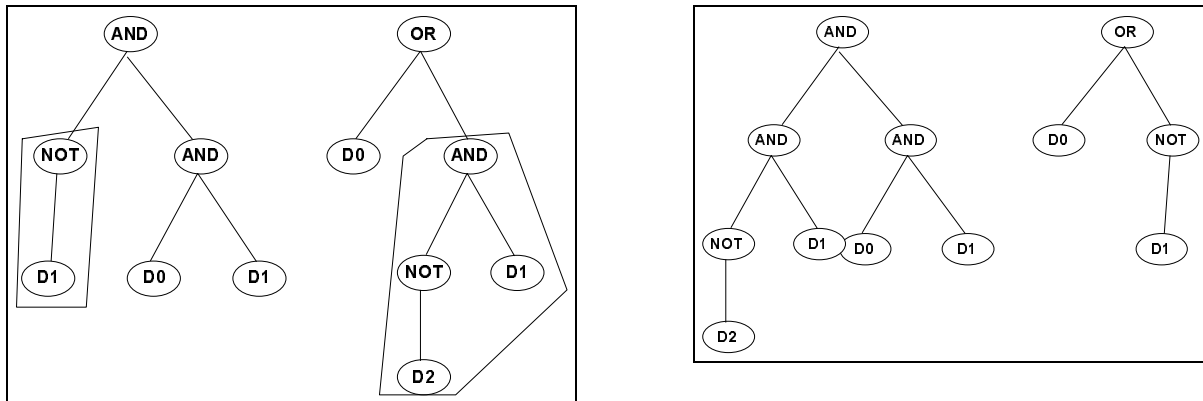 AND OR
NOT AND D0 AND
D1 D0 D1 NOT D1
D2
AND OR
AND AND D0 NOT
NOT D1 D0 D1 D1
D2